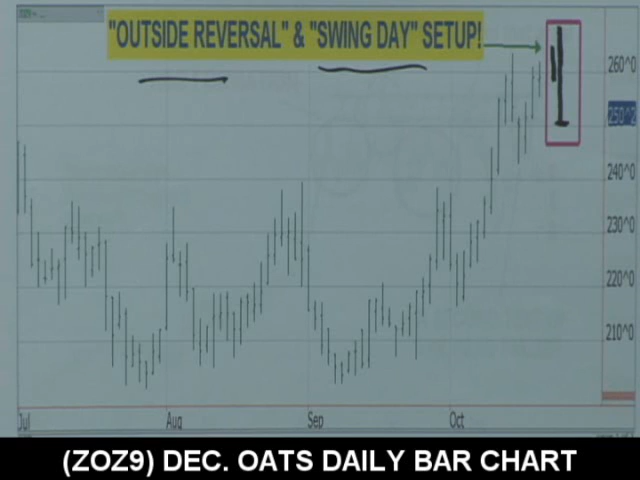 "OUTSIDE REVERSAL" & "SWING DAY" SETUP!
260^0
250^2
240^0
230^0
220^0
210^0
Jul Aug Sep Oct
(ZOZ9) DEC. OATS DAILY BAR CHART